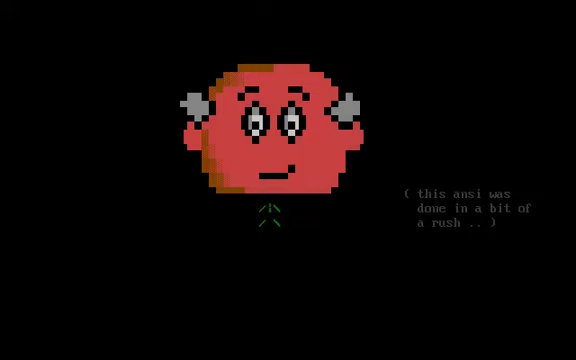 ( this ansi was
done in a bit of
a rush .. )